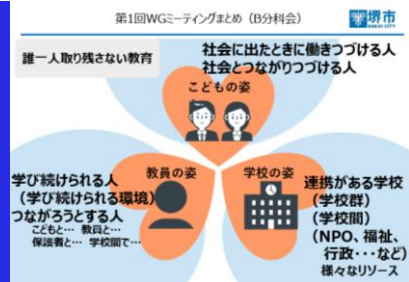 第1回WGミーティングまとめ（B分科会）
堺市
SAKAI CITY
誰一人取り残さない教育
社会に出たときに働きつづける人
社会とつながりつづける人
こどもの姿
教員の姿
学び続けられる人
（学び続けられる環境）
つながろうとする人
こどもと… 教員と…
保護者と… 学校間で…
学校の姿
連携がある学校
（学校群）
（学校間）
（NPO、福祉、
行政・・・など）
様々なリソース